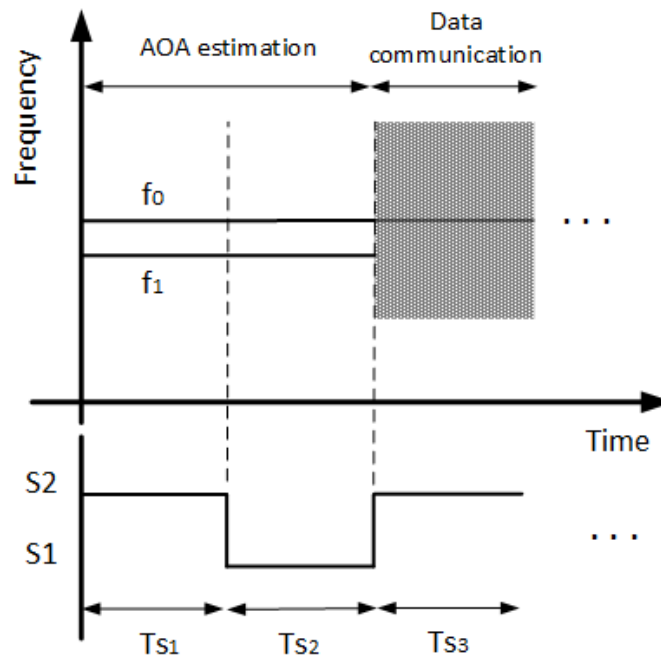 AOA estimation
Data
communication
Frequency
f0
f1
. . .
Time
S2
S1
. . .
Ts1
Ts2
Ts3